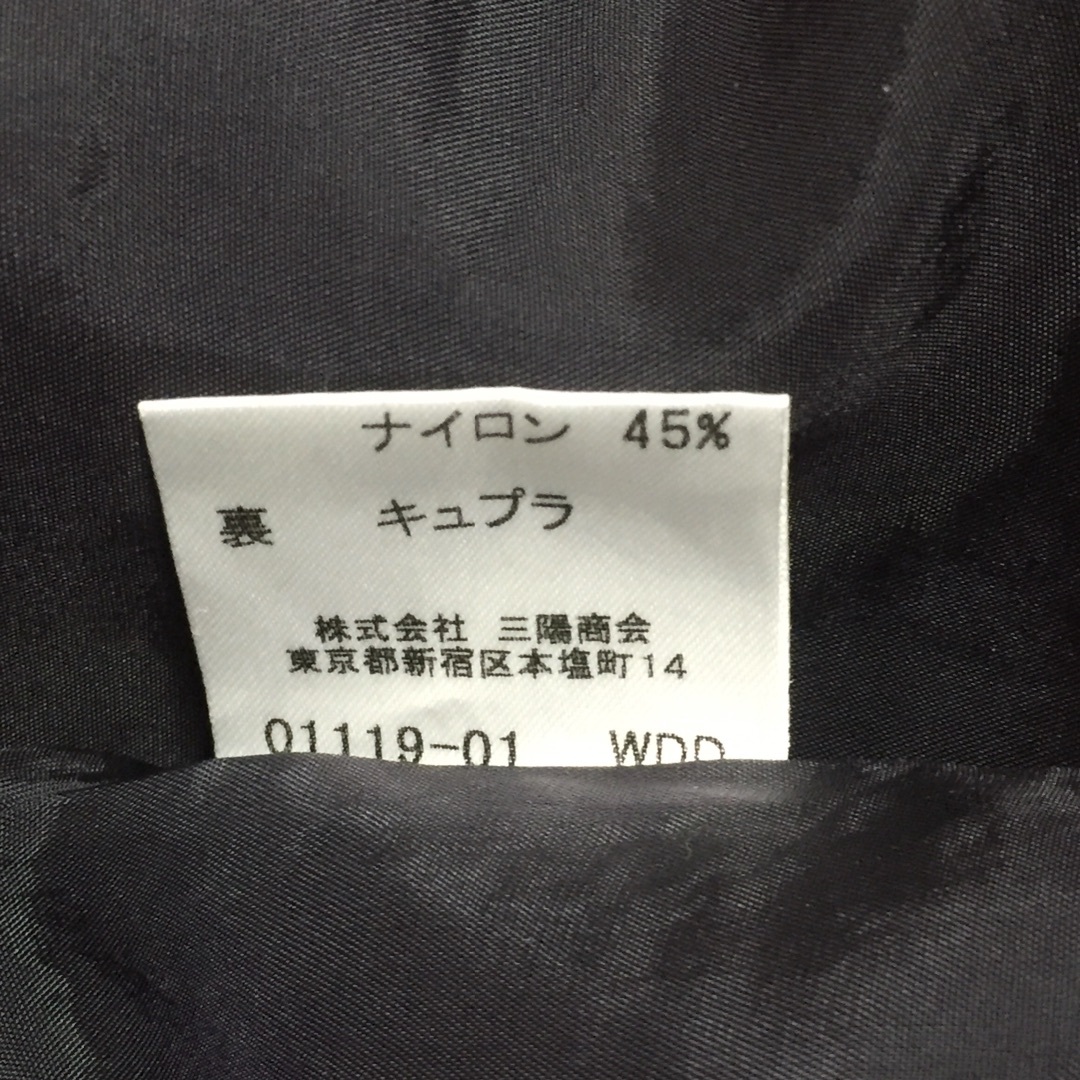 ナイロン 45%
裏 キュプラ
株式会社 三陽商会
東京都新宿区本塩町14
01119-01 WDD